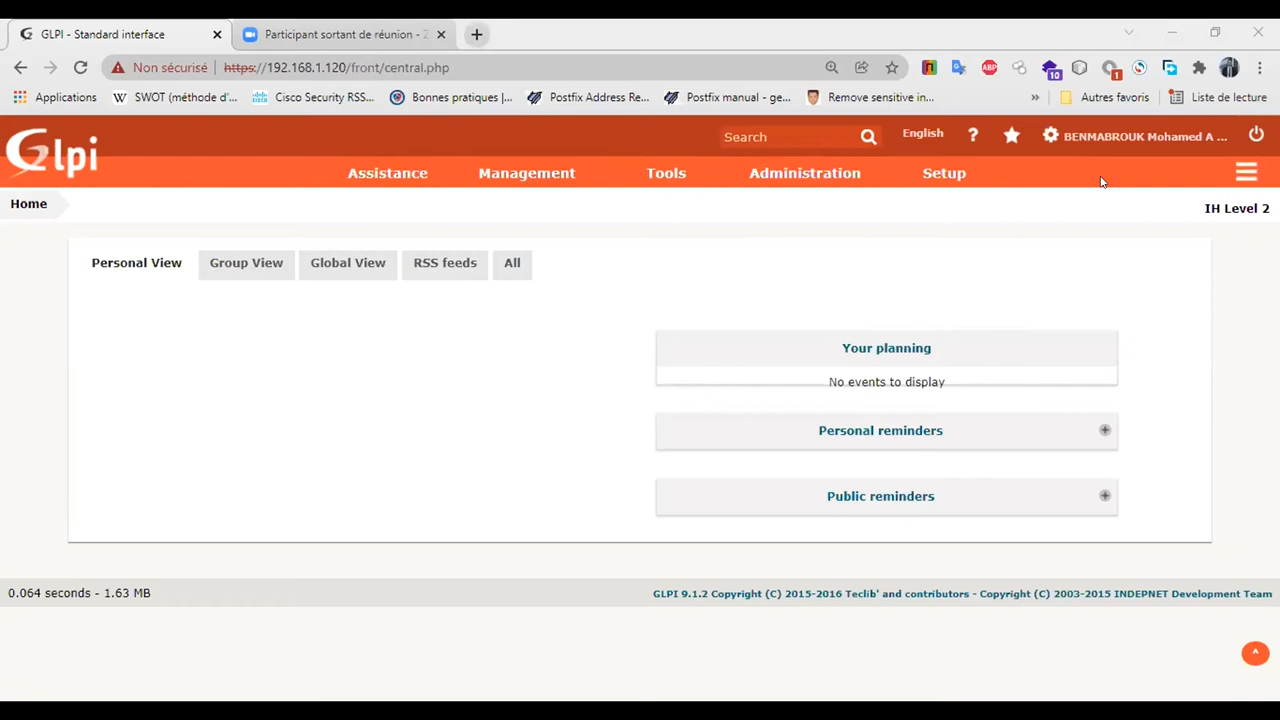 GLPI - Standard interface
Participant sortant de réunion - Z
Non sécurisé | https://192.168.1.120/front/central.php
ABP
10
1
Applications
SWOT (méthode d'...
Cisco Security RSS...
Bonnes pratiques |...
Postfix Address Re...
Postfix manual - ge...
Remove sensitive in...
»
Autres favoris
Liste de lecture
Glpi
Search
English
?
BENMABROUK Mohamed A ...
Assistance
Management
Tools
Administration
Setup
Home
IH Level 2
Personal View
Group View
Global View
RSS feeds
All
Your planning
No events to display
Personal reminders
Public reminders
0.064 seconds - 1.63 MB
GLPI 9.1.2 Copyright (C) 2015-2016 Teclib' and contributors - Copyright (C) 2003-2015 INDEPNET Development Team